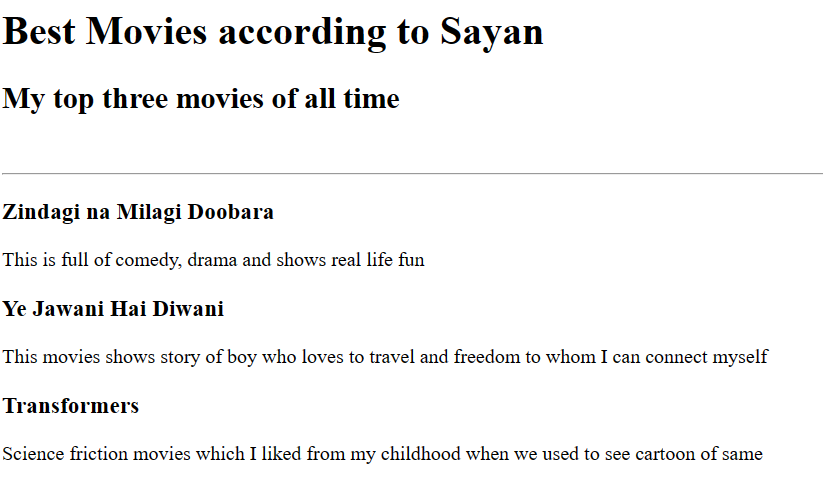 Best Movies according to Sayan
My top three movies of all time
Zindagi na Milagi Doobara
This is full of comedy, drama and shows real life fun
Ye Jawani Hai Diwani
This movies shows story of boy who loves to travel and freedom to whom I can connect myself
Transformers
Science friction movies which I liked from my childhood when we used to see cartoon of same